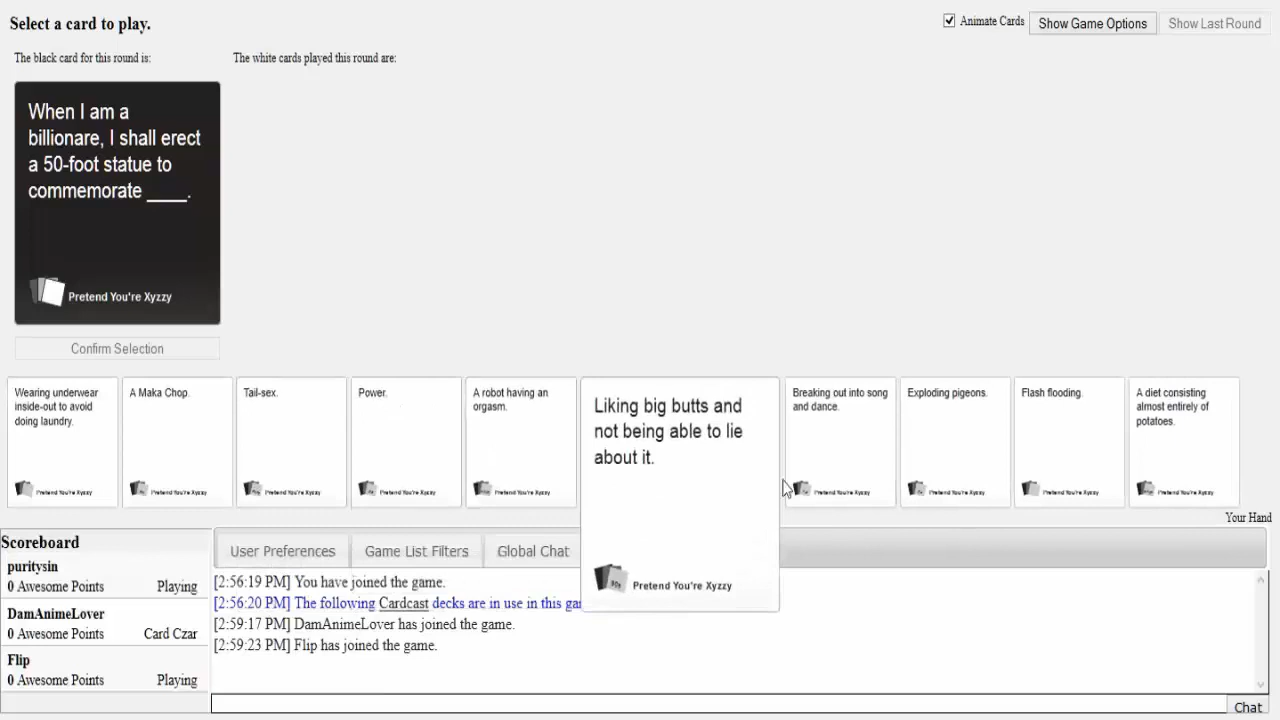 Select a card to play.
Animate Cards
Show Game Options
Show Last Round
The black card for this round is:
The white cards played this round are:
When I am a
billionare, I shall erect
a 50-foot statue to
commemorate ____.
Pretend You're Xyzzy
Confirm Selection
Wearing underwear
inside-out to avoid
doing laundry.
Pretend You're Xyzzy
A Maka Chop.
Pretend You're Xyzzy
Tail-sex.
Pretend You're Xyzzy
Power.
Pretend You're Xyzzy
A robot having an
orgasm.
Pretend You're Xyzzy
Liking big butts and
not being able to lie
about it.
Pretend You're Xyzzy
Breaking out into song
and dance.
Pretend You're Xyzzy
Exploding pigeons.
Pretend You're Xyzzy
Flash flooding.
Pretend You're Xyzzy
A diet consisting
almost entirely of
potatoes.
Pretend You're Xyzzy
Your Hand
Scoreboard
puritysin
0 Awesome Points Playing
DamAnimeLover
0 Awesome Points Card Czar
Flip
0 Awesome Points Playing
User Preferences
Game List Filters
Global Chat
[2:56:19 PM] You have joined the game.
[2:56:20 PM] The following Cardcast decks are in use in this
[2:59:17 PM] DamAnimeLover has joined the game.
[2:59:23 PM] Flip has joined the game.
Chat